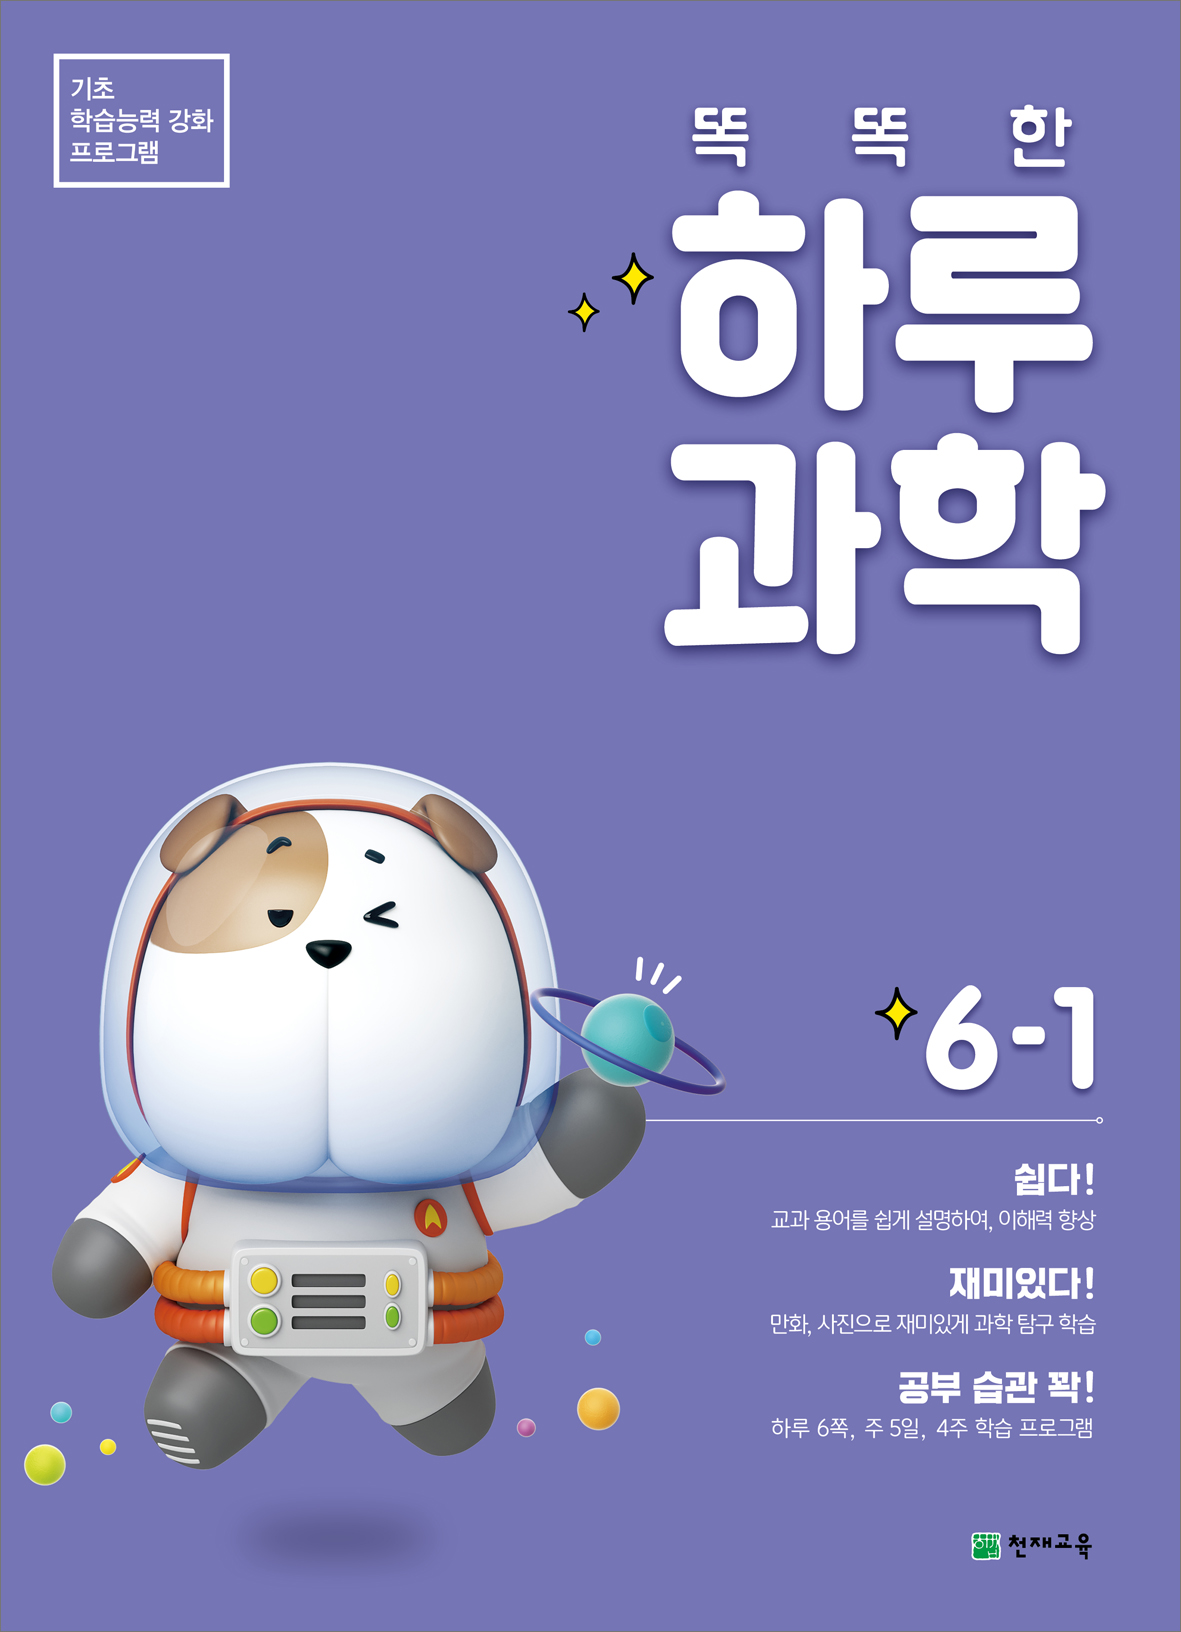 기초
학습능력 강화
프로그램
똑똑한
하루
과학
6-1
쉽다!
교과 용어를 쉽게 설명하여, 이해력 향상
재미있다!
만화, 사진으로 재미있게 과학 탐구 학습
공부 습관 꽉!
하루 6쪽, 주 5일, 4주 학습 프로그램
천재교육